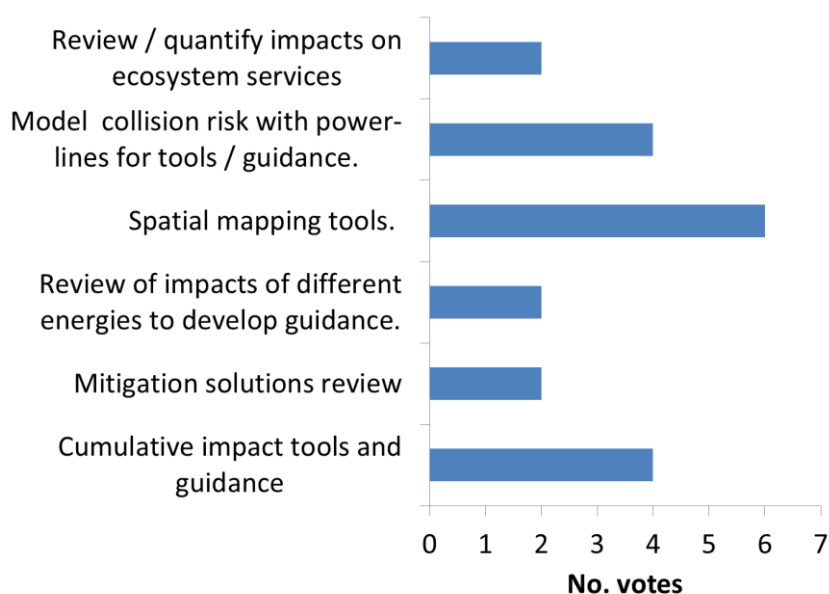 Review / quantify impacts on
ecosystem services
Model  collision risk with power-
lines for tools / guidance.
Spatial mapping tools.
Review of impacts of different
energies to develop guidance.
Mitigation solutions review
Cumulative impact tools and
guidance
0 1 2 3 4 5 6 7
No. votes